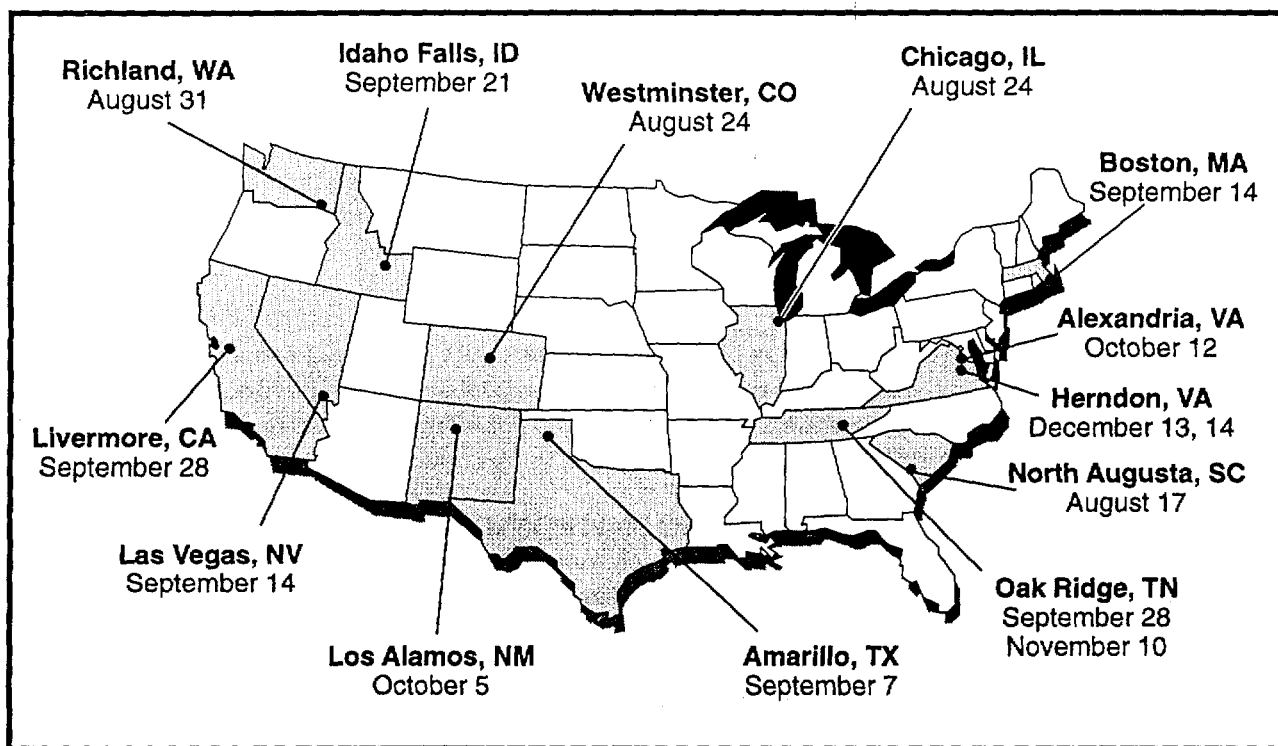 Richland, WA
August 31
Idaho Falls, ID
September 21
Westminster, CO
August 24
Chicago, IL
August 24
Boston, MA
September 14
Alexandria, VA
October 12
Herndon, VA
December 13, 14
North Augusta, SC
August 17
Livermore, CA
September 28
Las Vegas, NV
September 14
Los Alamos, NM
October 5
Amarillo, TX
September 7
Oak Ridge, TN
September 28
November 10